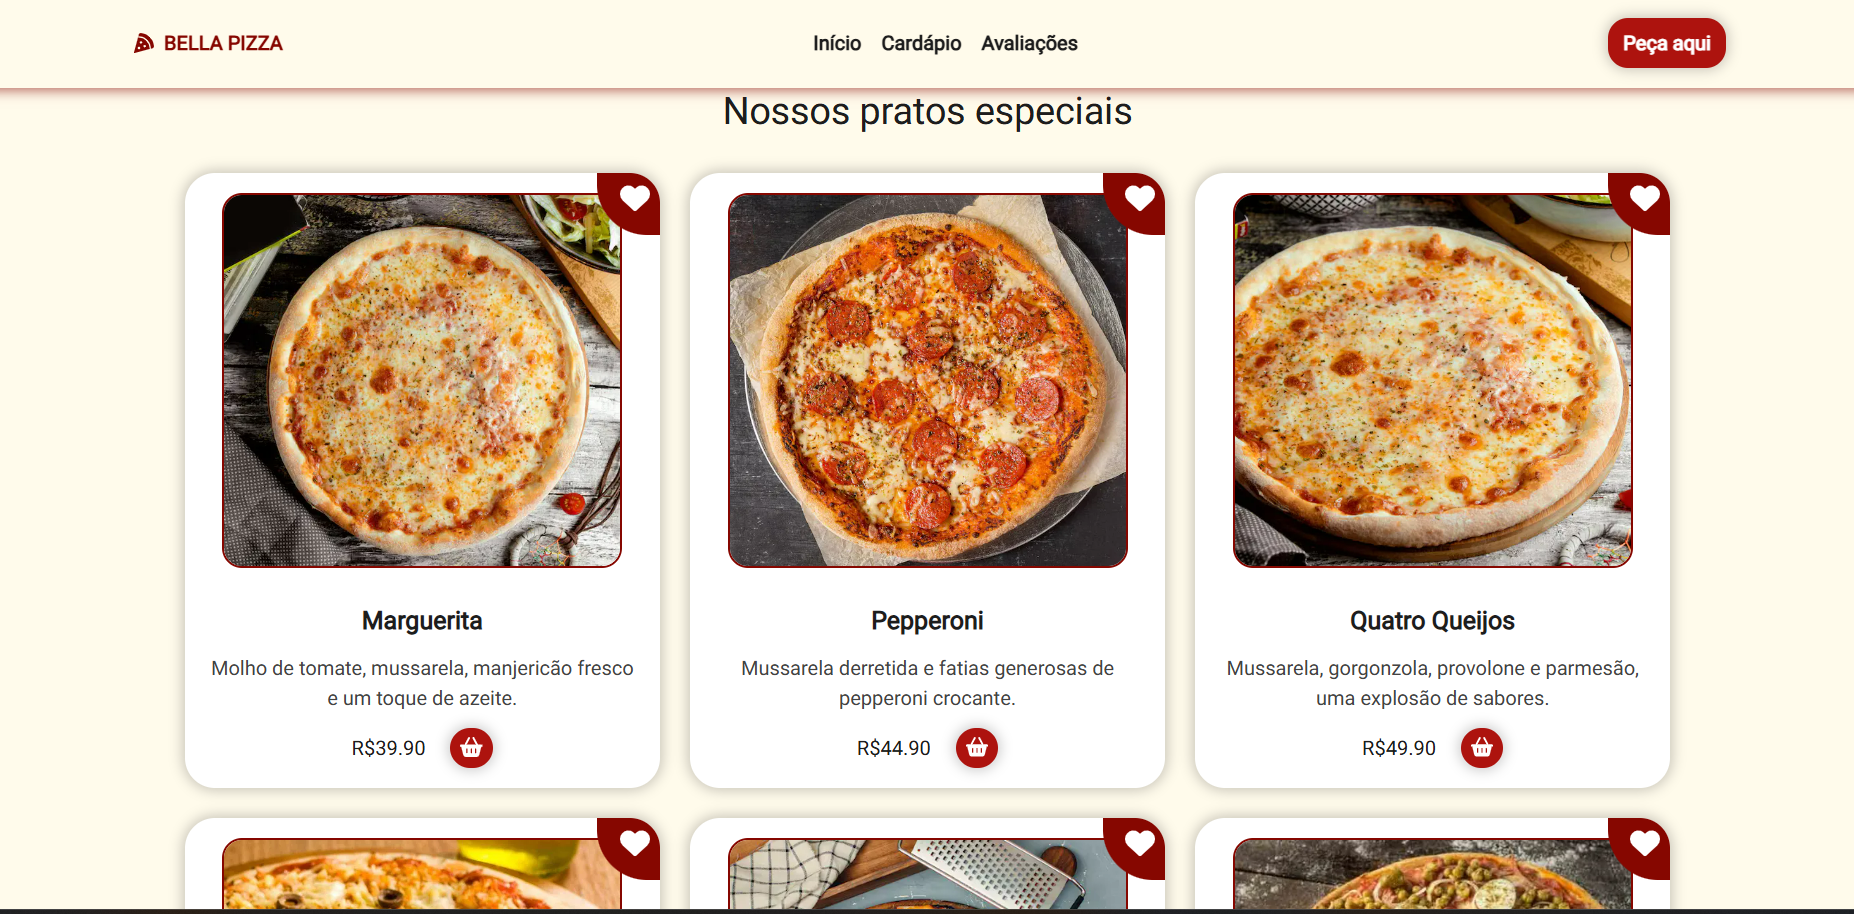 BELLA PIZZA
Início Cardápio Avaliações
Peça aqui
Nossos pratos especiais
Marguerita
Molho de tomate, mussarela, manjericão fresco
e um toque de azeite.
R$39.90
Pepperoni
Mussarela derretida e fatias generosas de
pepperoni crocante.
R$44.90
Quatro Queijos
Mussarela, gorgonzola, provolone e parmesão,
uma explosão de sabores.
R$49.90